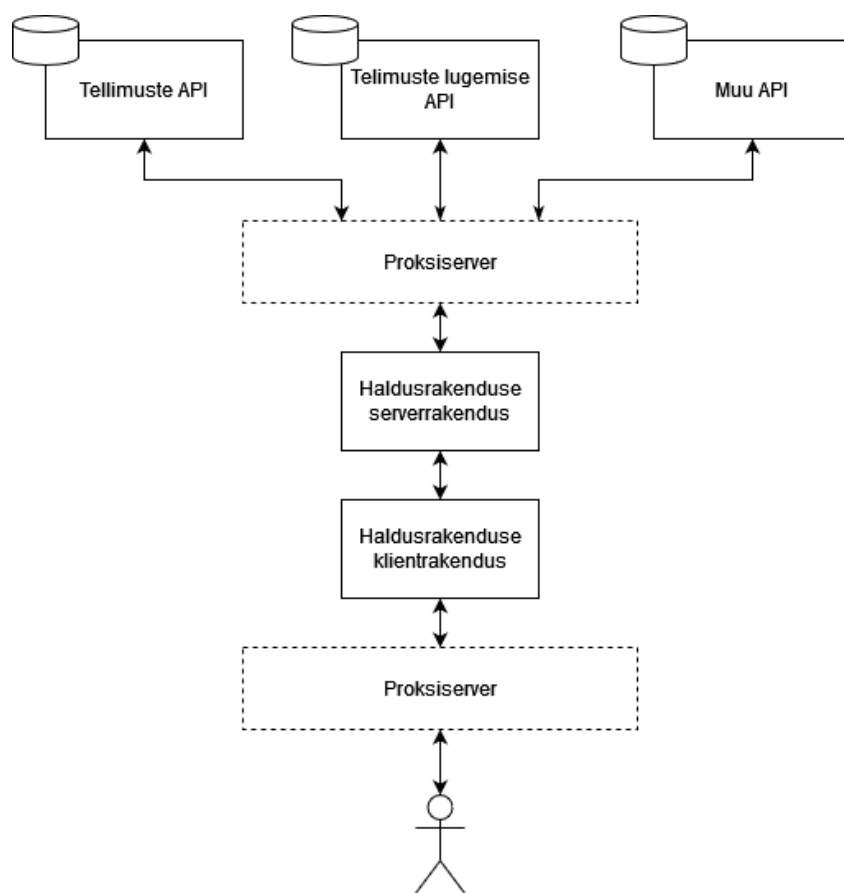 Tellimuste API
Telimuste lugemise
API
Muu API
Proksiserver
Haldusrakenduse
serverrakendus
Haldusrakenduse
klientrakendus
Proksiserver